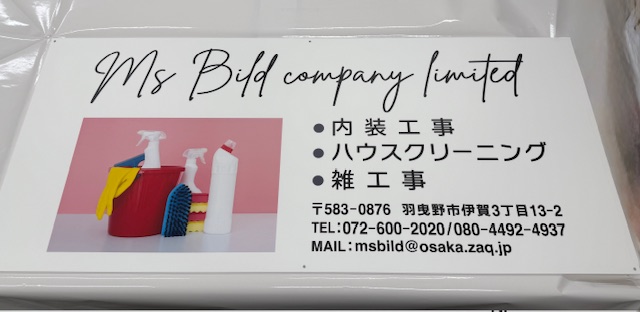 Ms Bild company limited
●内装工事
●ハウスクリーニング
●雑工事
〒583-0876 羽曳野市伊賀3丁目13-2
TEL:072-600-2020/080-4492-4937
MAIL:msbild@osaka.zaq.jp